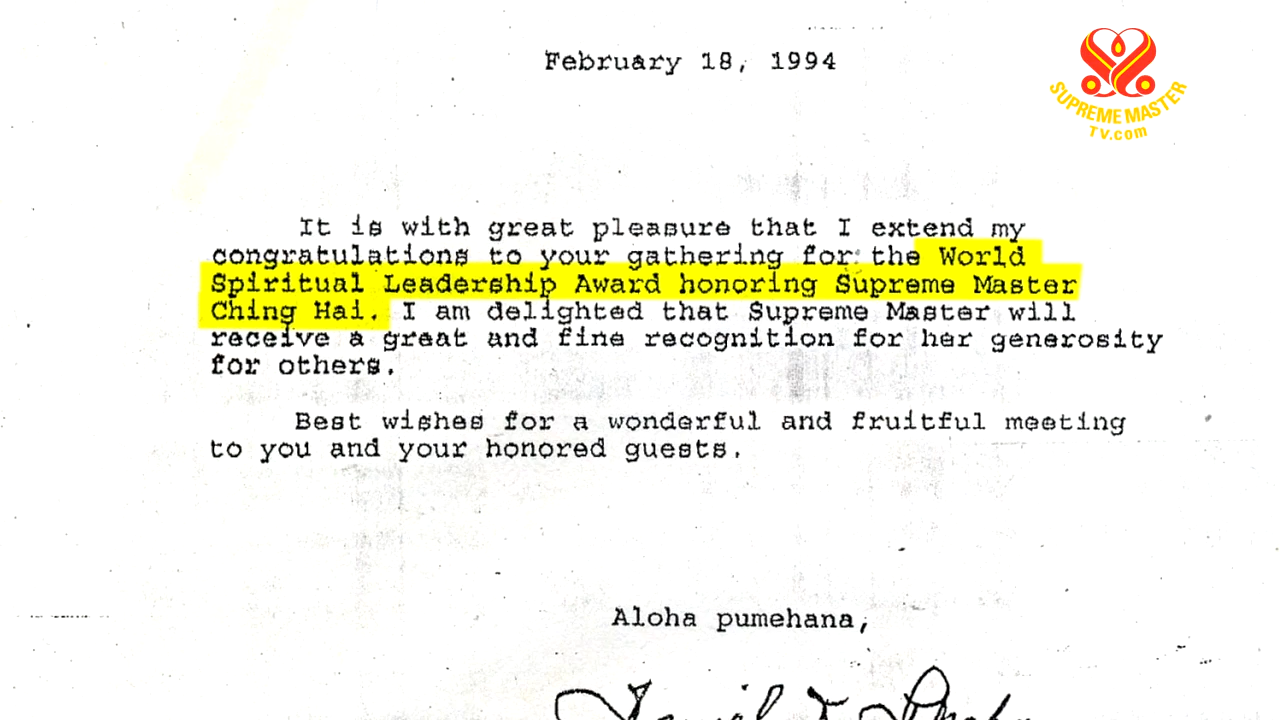 February 18, 1994
SUPREME MASTER
TV.com
It is with great pleasure that I extend my
congratulations to your gathering for the World
Spiritual Leadership Award honoring Supreme Master
Ching Hai. I am delighted that Supreme Master will
receive a great and fine recognition for her generosity
for others.
Best wishes for a wonderful and fruitful meeting
to you and your honored guests.
Aloha pumehana,